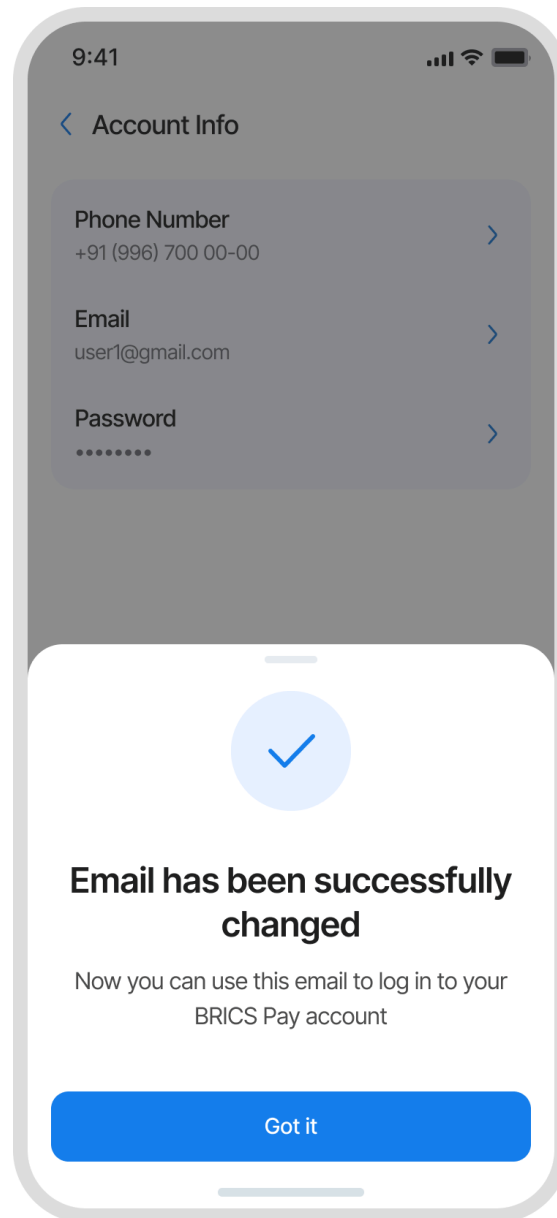 9:41
Account Info
Phone Number
+91 (996) 700 00-00
Email
user1@gmail.com
Password
••••••••
Email has been successfully
changed
Now you can use this email to log in to your
BRICS Pay account
Got it